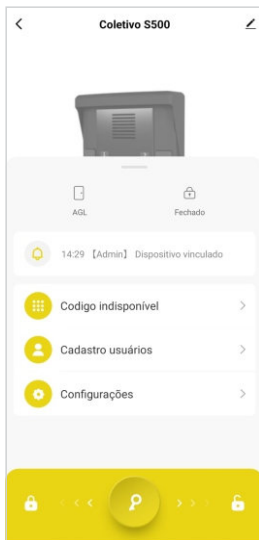 Coletivo S500
AGL
Fechado
14:29 【Admin】 Dispositivo vinculado
Codigo indisponível
Cadastro usuários
Configurações